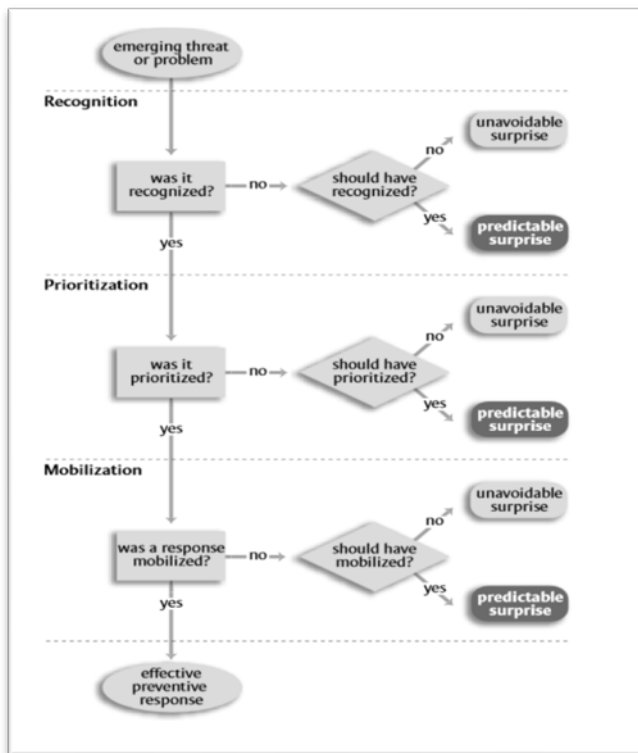 emerging threat
or problem
Recognition
unavoidable
surprise
no
was it
recognized?
no
should have
recognized?
yes
predictable
surprise
yes
Prioritization
unavoidable
surprise
no
was it
prioritized?
no
should have
prioritized?
yes
predictable
surprise
yes
Mobilization
unavoidable
surprise
no
was a response
mobilized?
no
should have
mobilized?
yes
predictable
surprise
yes
effective
preventive
response